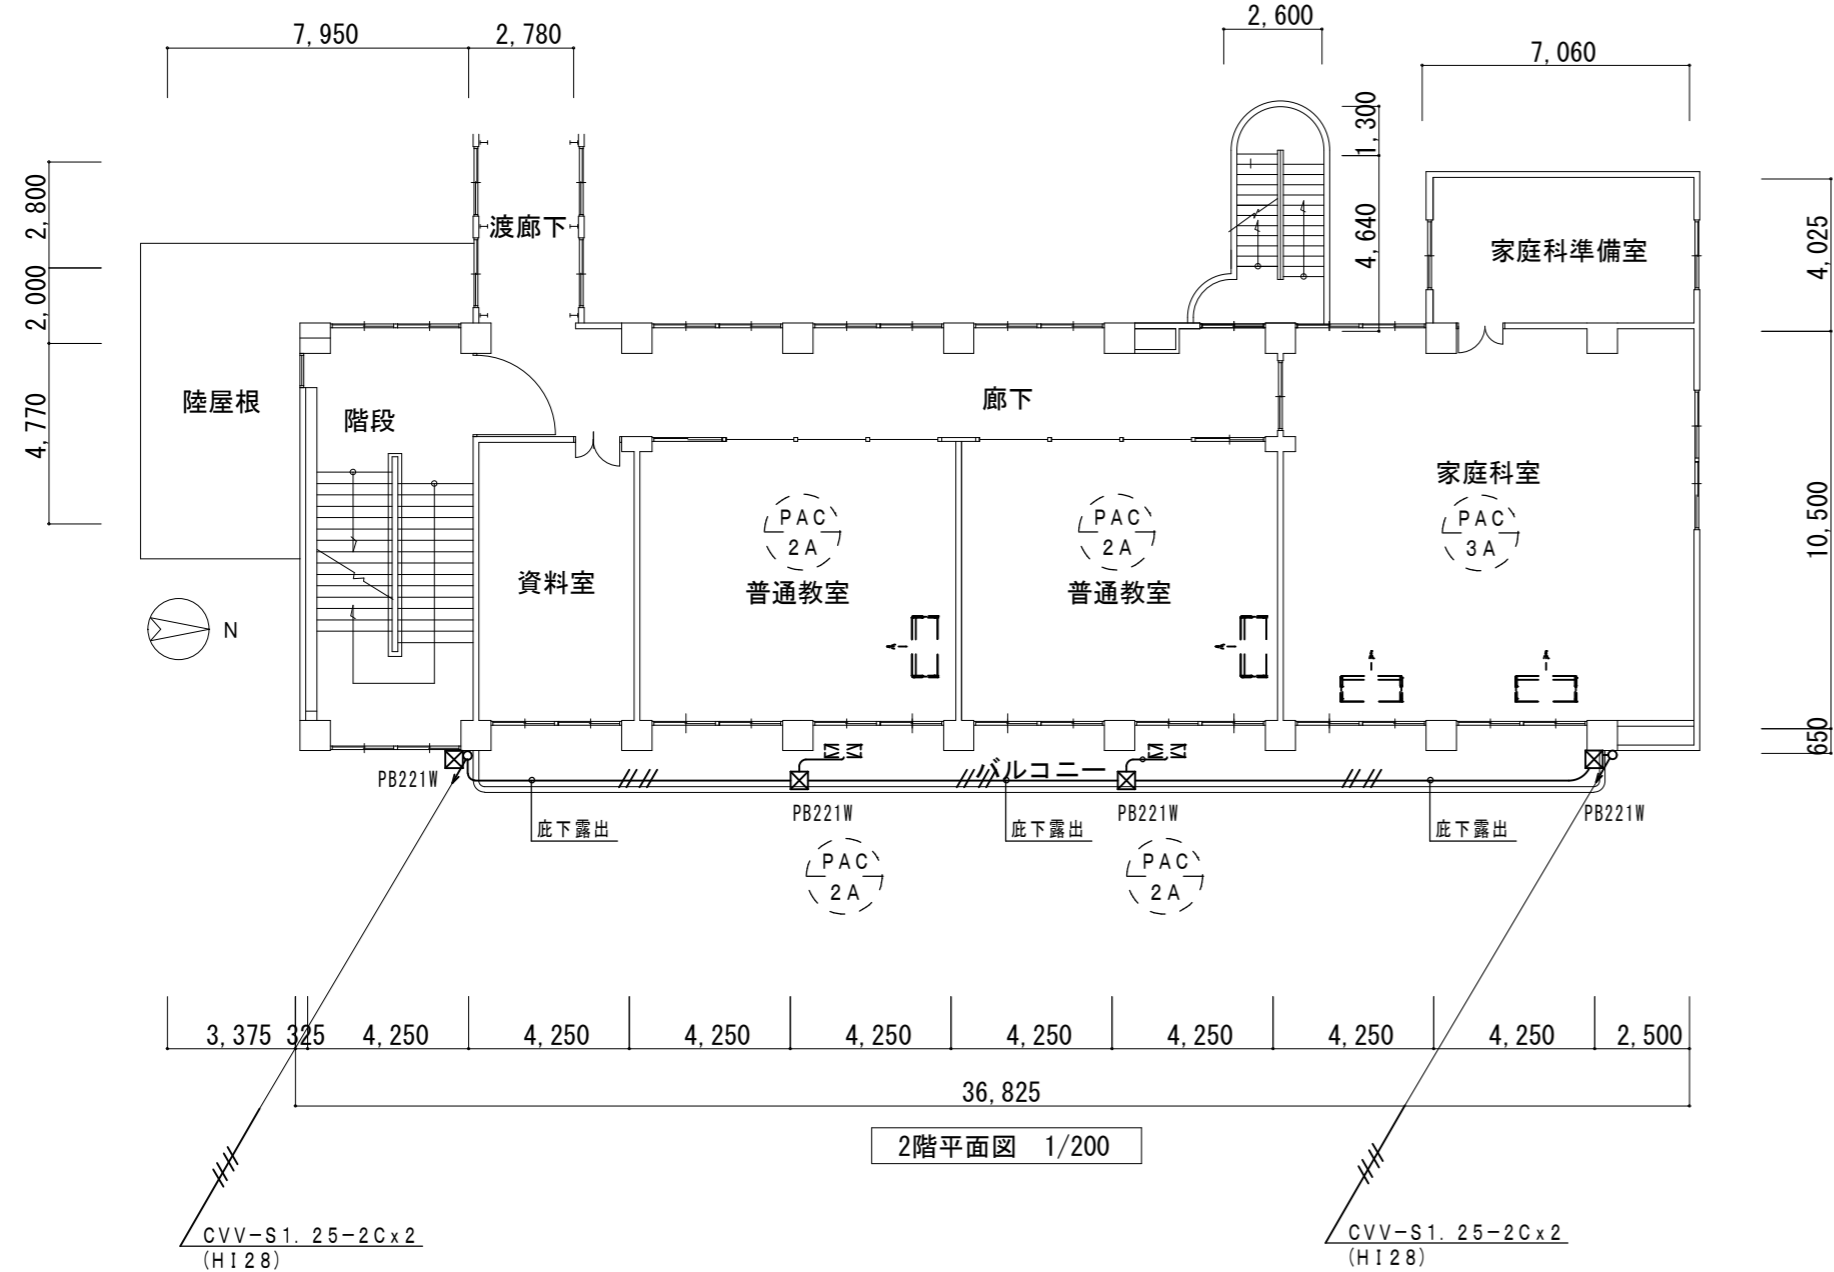 7,950
2,780
2,600
7,060
1,300
4,640
2,800
2,000
4,770
4,025
10,500
650
渡廊下
家庭科準備室
陸屋根
階段
廊下
家庭科室
PAC
2A
PAC
2A
PAC
3A
資料室
普通教室
普通教室
N
A
A
A
A
バルコニー
PB221W
PB221W
PB221W
PB221W
庇下露出
庇下露出
庇下露出
PAC
2A
PAC
2A
3,375 325 4,250 4,250 4,250 4,250 4,250 4,250 4,250 4,250 2,500
36,825
2階平面図 1/200
CVV-S1.25-2Cx2
(HI28)
CVV-S1.25-2Cx2
(HI28)